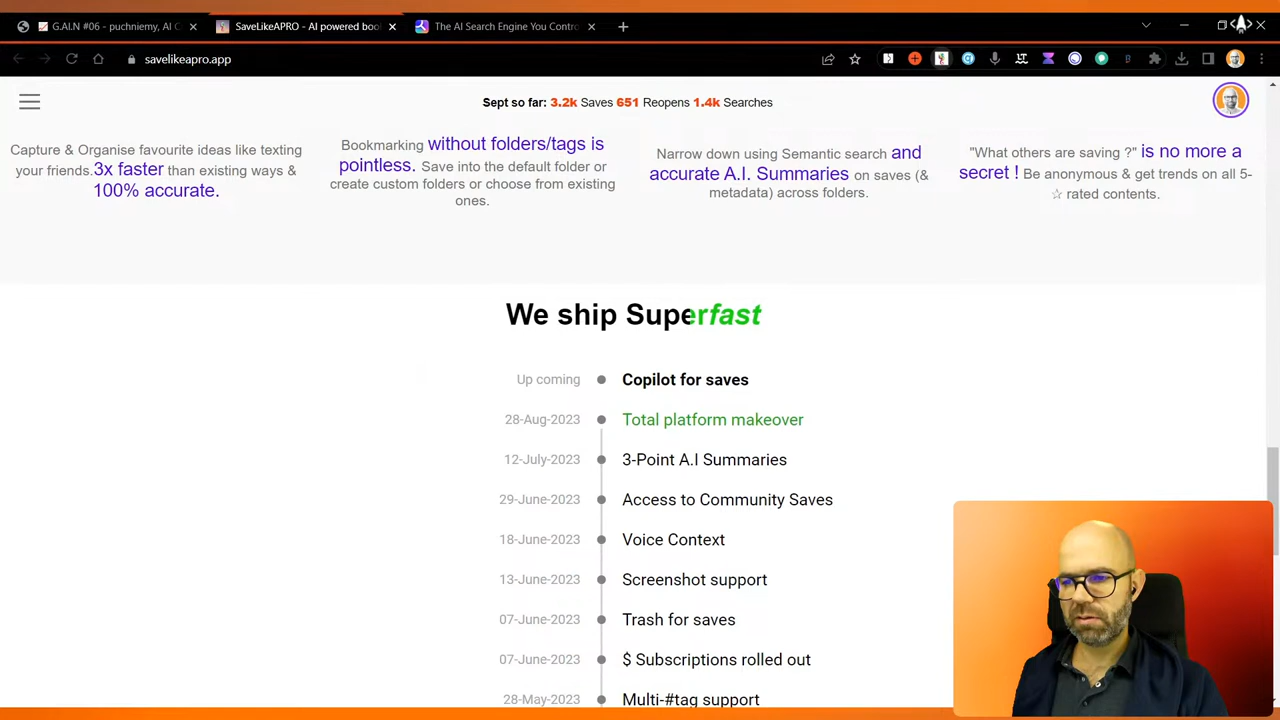 G.AI.N #06 - puchniemy, AI C
SaveLikeAPRO - AI powered boo
The AI Search Engine You Contro
savelikeapro.app
Sept so far: 3.2k Saves 651 Reopens 1.4k Searches
Capture & Organise favourite ideas like texting
your friends.3x faster than existing ways &
100% accurate.
Bookmarking without folders/tags is
pointless. Save into the default folder or
create custom folders or choose from existing
ones.
Narrow down using Semantic search and
accurate A.I. Summaries on saves (&
metadata) across folders.
"What others are saving ?" is no more a
secret ! Be anonymous & get trends on all 5-
☆ rated contents.
We ship Superfast
Up coming Copilot for saves
28-Aug-2023 Total platform makeover
12-July-2023 3-Point A.I Summaries
29-June-2023 Access to Community Saves
18-June-2023 Voice Context
13-June-2023 Screenshot support
07-June-2023 Trash for saves
07-June-2023 $ Subscriptions rolled out
28-May-2023 Multi-#tag support